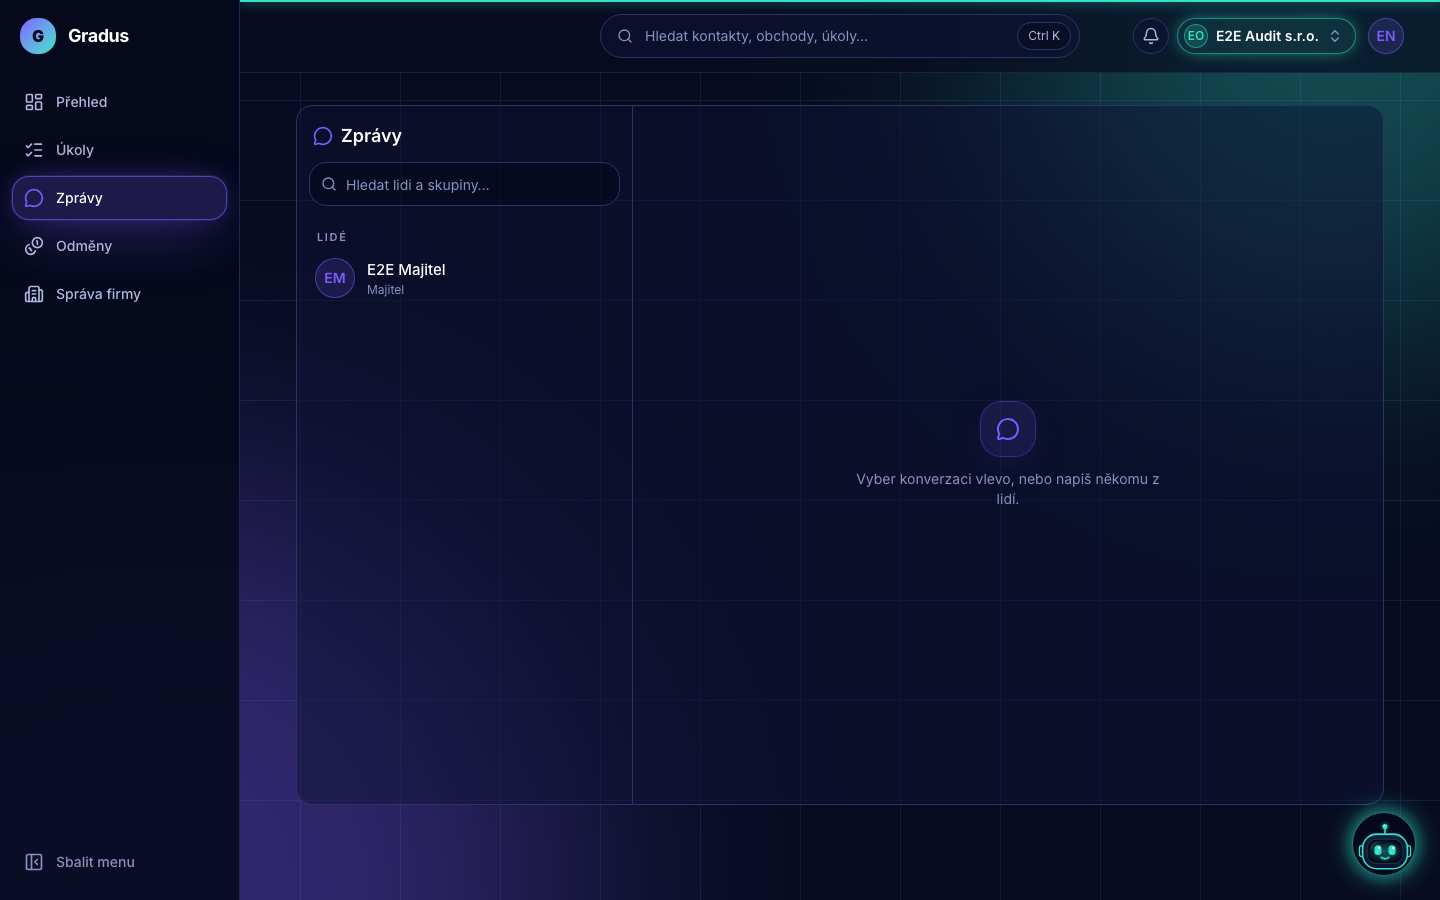 G Gradus
Hledat kontakty, obchody, úkoly... Ctrl K
EO E2E Audit s.r.o.
EN
Přehled
Úkoly
Zprávy
Odměny
Správa firmy
Sbalit menu
Zprávy
Hledat lidi a skupiny...
LIDÉ
EM
E2E Majitel
Majitel
Vyber konverzaci vlevo, nebo napiš někomu z
lidí.